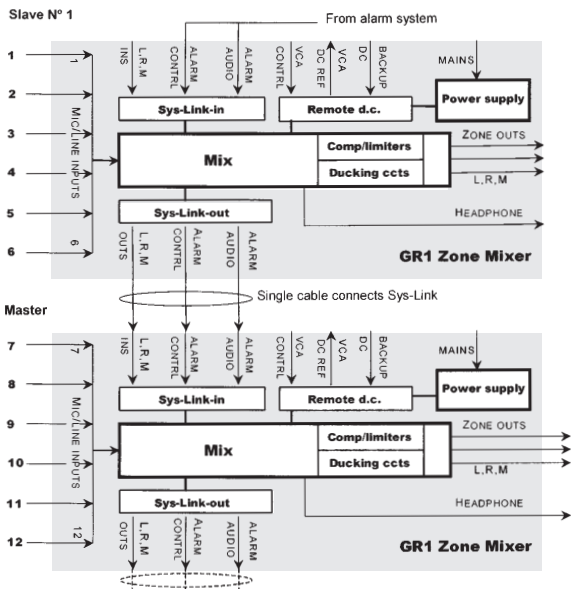 Slave Nº 1
From alarm system
INS
L,R,M
CONTRL
ALARM
AUDIO
ALARM
CONTRL
VCA
DC REF
VCA
DC
BACKUP
MAINS
1
1
2
3
4
5
6
MIC/LINE INPUTS
6
Sys-Link-in
Remote d.c.
Power supply
Mix
Comp/limiters
Ducking ccts
ZONE OUTS
L,R,M
Sys-Link-out
HEADPHONE
OUTS
L,R,M
CONTRL
ALARM
AUDIO
ALARM
GR1 Zone Mixer
Single cable connects Sys-Link
Master
INS
L,R,M
CONTRL
ALARM
AUDIO
ALARM
CONTRL
VCA
DC REF
VCA
DC
BACKUP
MAINS
7
7
8
9
10
11
12
MIC/LINE INPUTS
12
Sys-Link-in
Remote d.c.
Power supply
Mix
Comp/limiters
Ducking ccts
ZONE OUTS
L,R,M
Sys-Link-out
HEADPHONE
OUTS
L,R,M
CONTRL
ALARM
AUDIO
ALARM
GR1 Zone Mixer